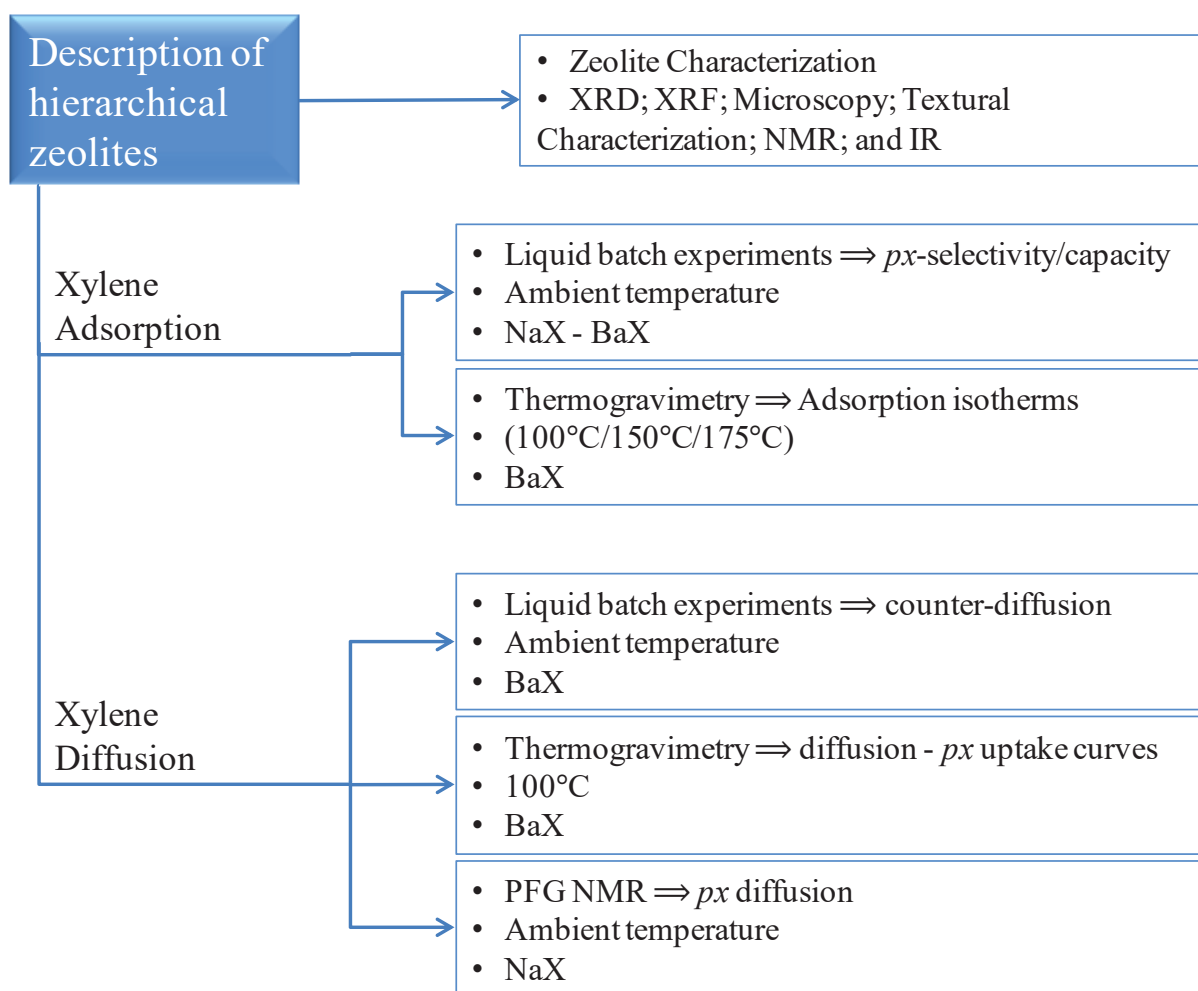 Description of
hierarchical
zeolites
• Zeolite Characterization
• XRD; XRF; Microscopy; Textural
Characterization; NMR; and IR
Xylene
Adsorption
• Liquid batch experiments ⟹ px-selectivity/capacity
• Ambient temperature
• NaX - BaX
• Thermogravimetry ⟹ Adsorption isotherms
• (100°C/150°C/175°C)
• BaX
Xylene
Diffusion
• Liquid batch experiments ⟹ counter-diffusion
• Ambient temperature
• BaX
• Thermogravimetry ⟹ diffusion - px uptake curves
• 100°C
• BaX
• PFG NMR ⟹ px diffusion
• Ambient temperature
• NaX